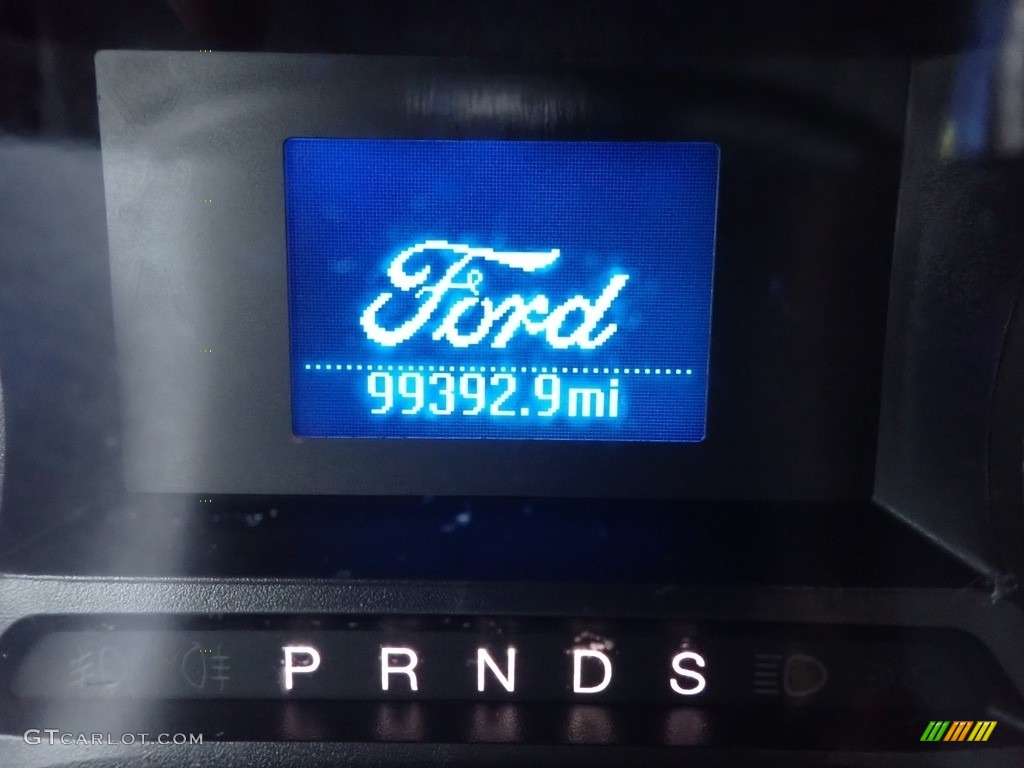 Ford
99392.9mi
P R N D S
GTCARLOT.COM